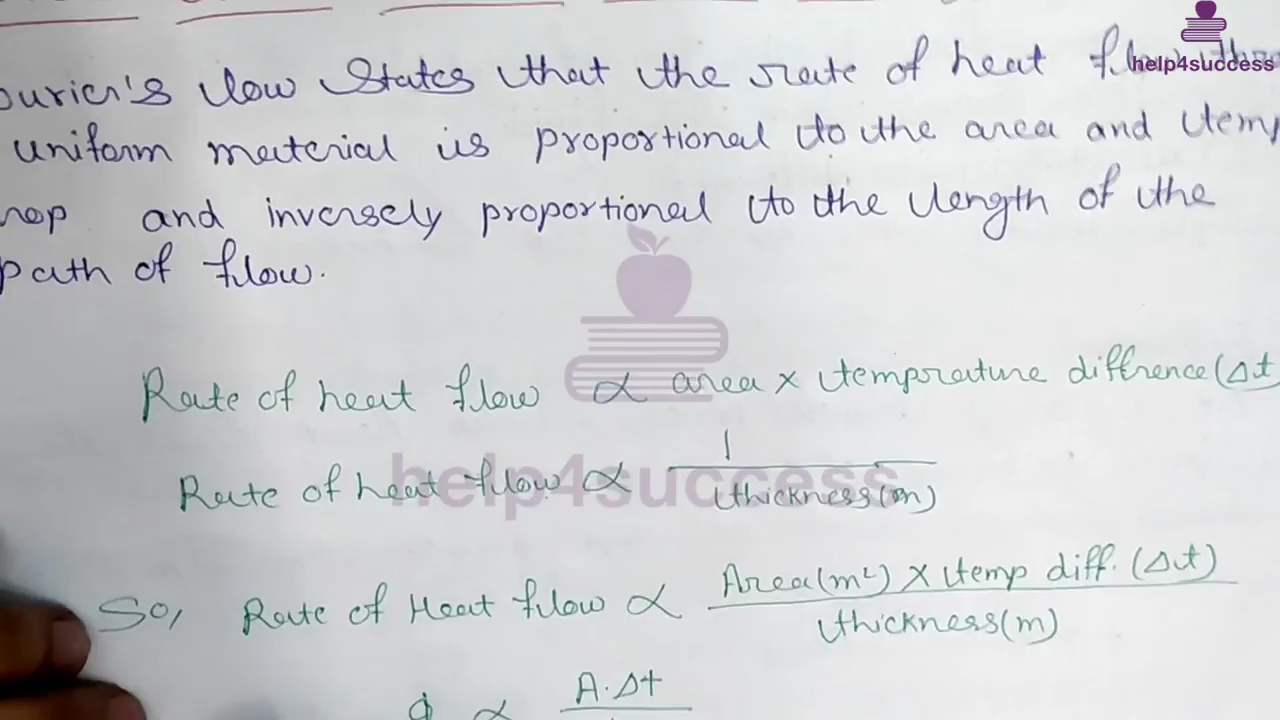 help4success
ourier's law States that the rate of heat flow thro
uniform material is proportional to the area and temp
rop and inversely proportional to the length of the
path of flow.
Rate of heat flow ∝ area × temprature diffrence (Δt
Rate of heat flow ∝ 1 / thickness (m)
help4success
So, Rate of Heat flow ∝ Area (m²) × temp diff. (Δt) / thickness (m)
∝ A.Δt